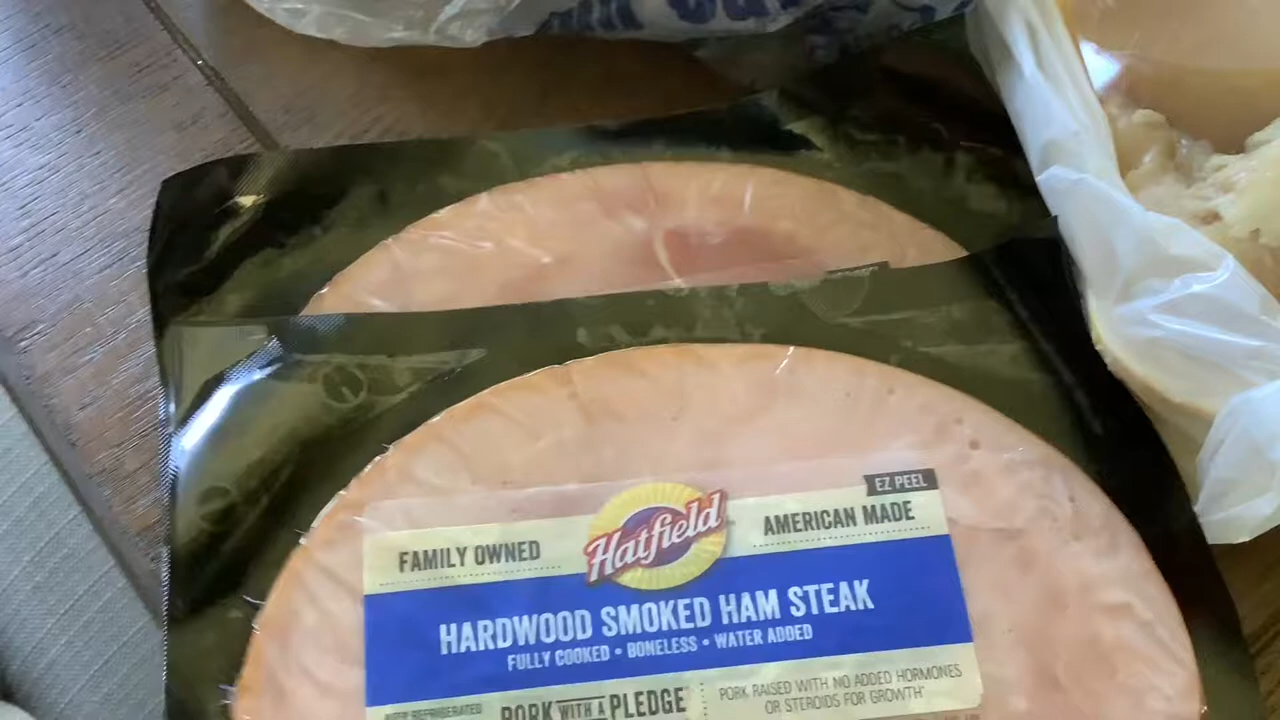 EZ PEEL
FAMILY OWNED
Hatfield
AMERICAN MADE
HARDWOOD SMOKED HAM STEAK
FULLY COOKED • BONELESS • WATER ADDED
PORK WITH A PLEDGE
PORK RAISED WITH NO ADDED HORMONES
OR STEROIDS FOR GROWTH*